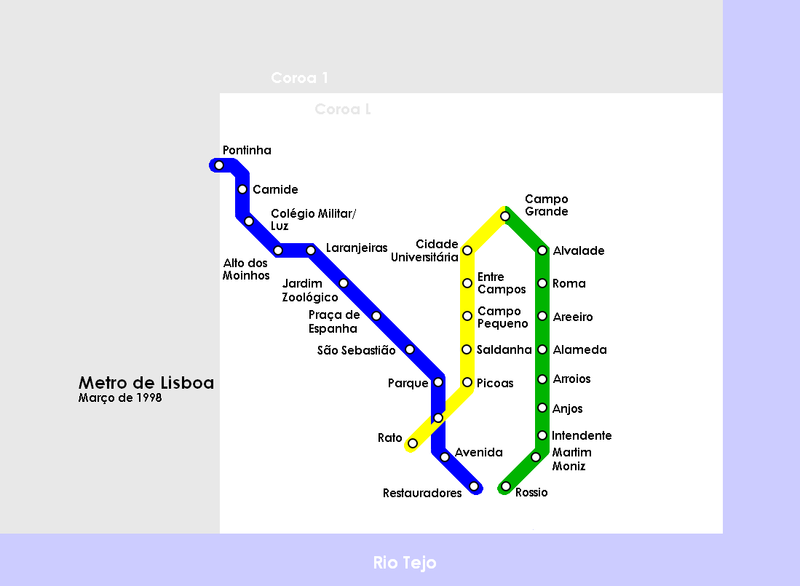 Coroa 1
Coroa L
Pontinha
Carnide
Colégio Militar/
Luz
Alto dos
Moinhos
Laranjeiras
Jardim
Zoológico
Praça de
Espanha
São Sebastião
Parque
Rato
Avenida
Restauradores
Campo
Grande
Cidade
Universitária
Entre
Campos
Campo
Pequeno
Saldanha
Picoas
Alvalade
Roma
Areeiro
Alameda
Arroios
Anjos
Intendente
Martim
Moniz
Rossio
Metro de Lisboa
Março de 1998
Rio Tejo